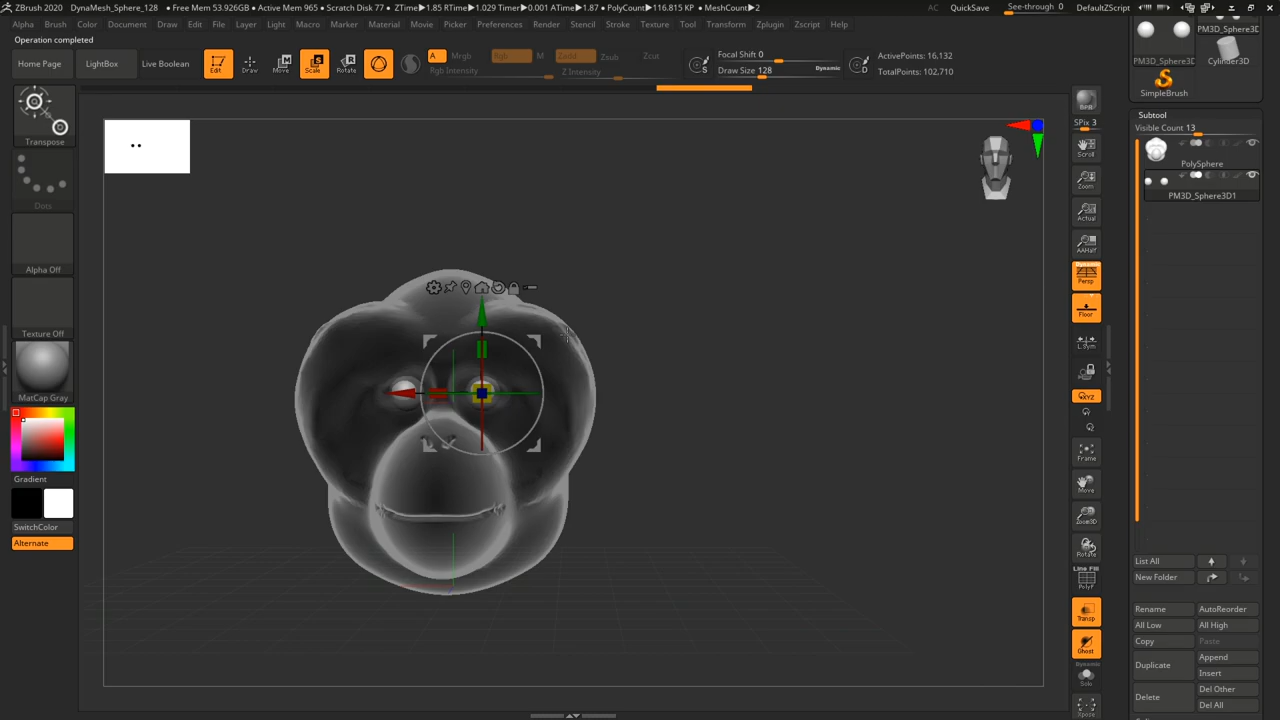 ZBrush 2020 DynaMesh_Sphere_128 • Free Mem 53.926GB • Active Mem 965 • Scratch Disk 77 • ZTime▶1.85 RTime▶1.029 Timer▶0.001 ATime▶1.87 • PolyCount▶116.815 KP • MeshCount▶2 AC QuickSave See-through 0 DefaultZScript
Alpha Brush Color Document Draw Edit File Layer Light Macro Marker Material Movie Picker Preferences Render Stencil Stroke Texture Tool Transform Zplugin Zscript Help
Operation completed
Home Page LightBox Live Boolean Edit Draw Move Scale Rotate
A Mrgb Rgb M Zadd Zsub Zcut
Rgb Intensity Z Intensity
S Focal Shift 0
Draw Size 128 Dynamic
D ActivePoints: 16,132
TotalPoints: 102,710
Transpose
Dots
Alpha Off
Texture Off
MatCap Gray
Gradient
SwitchColor
Alternate
BPR
SPix 3
Scroll
Zoom
Actual
AAHalf
Dynamic
Persp
Floor
L.Sym
XYZ
Frame
Move
Zoom3D
Rotate
Line Fill
PolyF
Transp
Ghost
Dynamic
Solo
Xpose
PM3D_Sphere3D
PM3D_Sphere3D Cylinder3D
SimpleBrush
Subtool
Visible Count 13
PolySphere
PM3D_Sphere3D1
List All
New Folder
Rename AutoReorder
All Low All High
Copy Paste
Duplicate Append
Insert
Delete Del Other
Del All